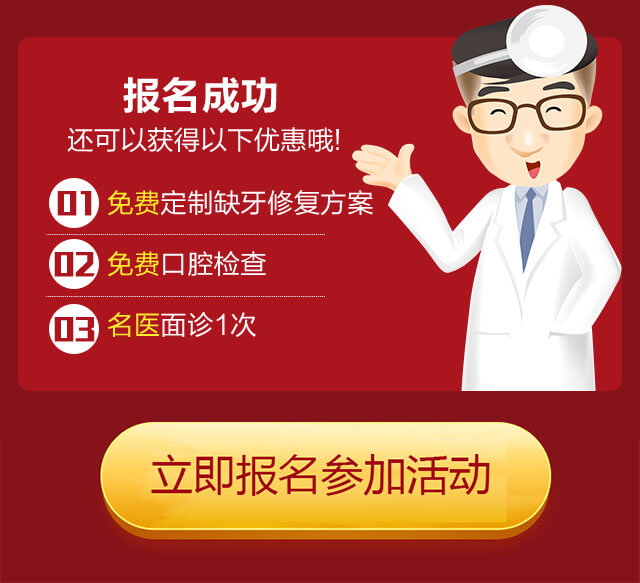 报名成功
还可以获得以下优惠哦!
01 免费定制缺牙修复方案
02 免费口腔检查
03 名医面诊1次
立即报名参加活动